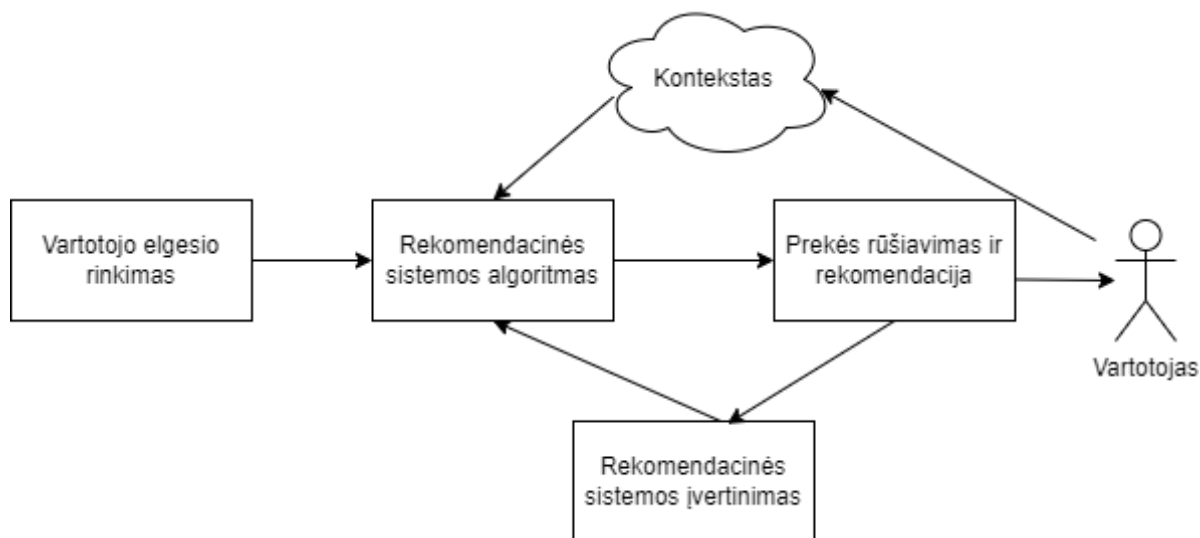 Kontekstas
Vartotojo elgesio
rinkimas
Rekomendacinės
sistemos algoritmas
Prekės rūšiavimas ir
rekomendacija
Vartotojas
Rekomendacinės
sistemos įvertinimas